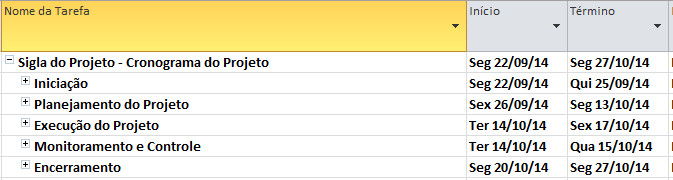 Nome da Tarefa Início Término
Sigla do Projeto - Cronograma do Projeto Seg 22/09/14 Seg 27/10/14
Iniciação Seg 22/09/14 Qui 25/09/14
Planejamento do Projeto Sex 26/09/14 Seg 13/10/14
Execução do Projeto Ter 14/10/14 Sex 17/10/14
Monitoramento e Controle Ter 14/10/14 Qua 15/10/14
Encerramento Seg 20/10/14 Seg 27/10/14